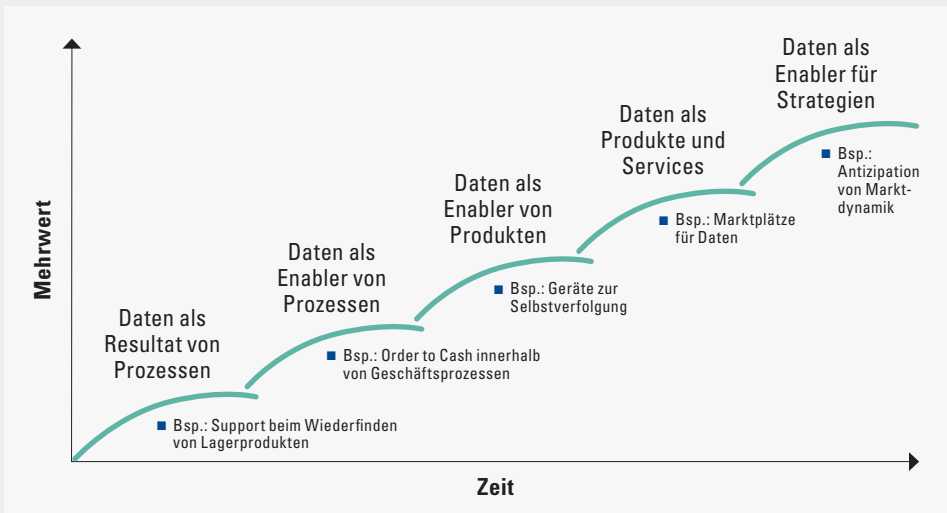 Daten als
Enabler für
Strategien
■ Bsp.:
Antizipation
von Markt-
dynamik
Daten als
Produkte und
Services
■ Bsp.: Marktplätze
für Daten
Daten als
Enabler von
Produkten
■ Bsp.: Geräte zur
Selbstverfolgung
Daten als
Enabler von
Prozessen
■ Bsp.: Order to Cash innerhalb
von Geschäftsprozessen
Daten als
Resultat von
Prozessen
■ Bsp.: Support beim Wiederfinden
von Lagerprodukten
Mehrwert
Zeit